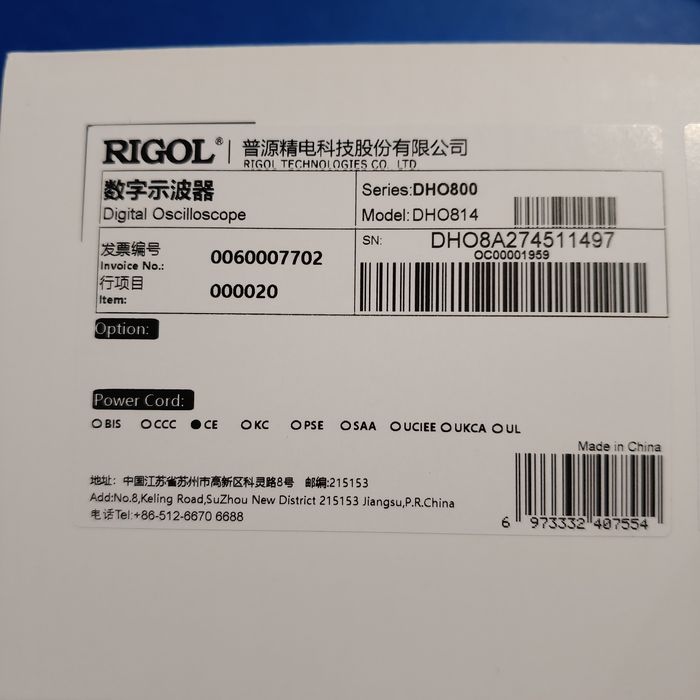 RIGOL® | 普源精电科技股份有限公司
RIGOL TECHNOLOGIES CO. LTD
数字示波器
Digital Oscilloscope
Series:DHO800
Model:DHO814
发票编号
Invoice No.: 0060007702
行项目
Item: 000020
SN: DHO8A274511497
OC00001959
Option:
Power Cord:
BIS CCC CE KC PSE SAA UCIEE UKCA UL
Made in China
地址: 中国江苏省苏州市高新区科灵路8号 邮编:215153
Add:No.8,Keling Road,SuZhou New District 215153 Jiangsu,P.R.China
电话Tel:+86-512-6670 6688
6 973332 407554